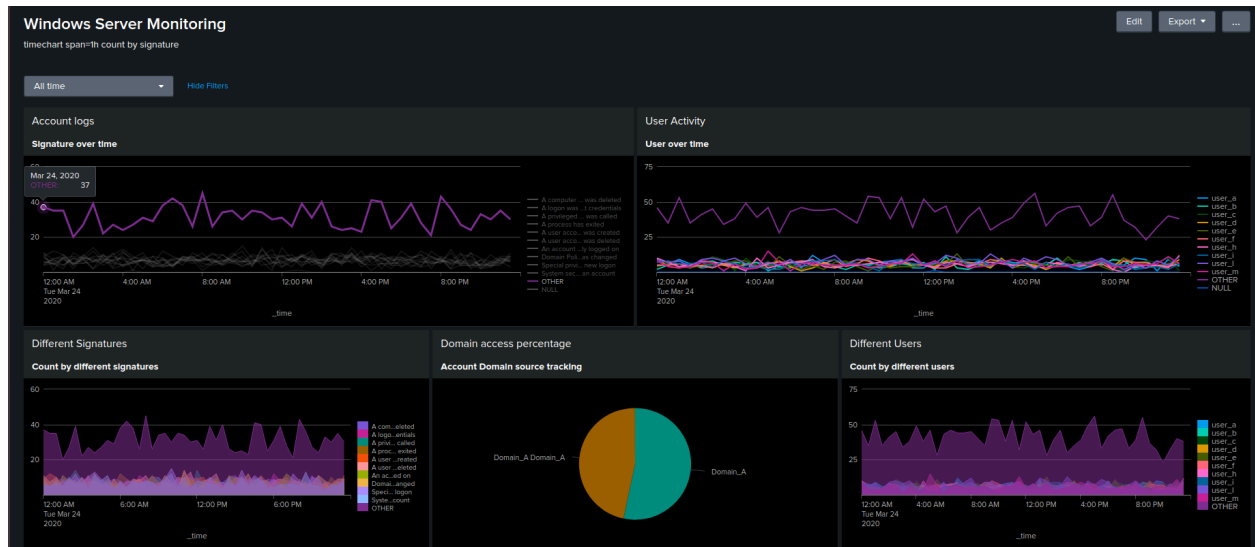 Windows Server Monitoring
Edit
Export
...
timechart span=1h count by signature
All time
Hide Filters
Account logs
Signature over time
60
Mar 24, 2020
OTHER: 37
40
20
12:00 AM
Tue Mar 24
2020
4:00 AM
8:00 AM
12:00 PM
4:00 PM
8:00 PM
_time
A computer ... was deleted
A logon was ...t credentials
A privileged ... was called
A process has exited
A user acco... was created
A user acco... was deleted
An account ...ly logged on
Domain Poli...as changed
Special privi... new logon
System sec... an account
OTHER
NULL
User Activity
User over time
75
50
25
12:00 AM
Tue Mar 24
2020
4:00 AM
8:00 AM
12:00 PM
4:00 PM
8:00 PM
_time
user_a
user_b
user_c
user_d
user_e
user_f
user_h
user_i
user_l
user_m
OTHER
NULL
Different Signatures
Count by different signatures
60
40
20
12:00 AM
Tue Mar 24
2020
6:00 AM
12:00 PM
6:00 PM
_time
A com...eleted
A logo...entials
A privi... called
A proc... exited
A user ...reated
A user ...eleted
An ac...ed on
Domai...anged
Speci... logon
Syste...count
OTHER
Domain access percentage
Account Domain source tracking
Domain_A Domain_A
Domain_A
Different Users
Count by different users
75
50
25
12:00 AM
Tue Mar 24
2020
4:00 AM
8:00 AM
12:00 PM
4:00 PM
8:00 PM
_time
user_a
user_b
user_c
user_d
user_e
user_f
user_h
user_i
user_l
user_m
OTHER